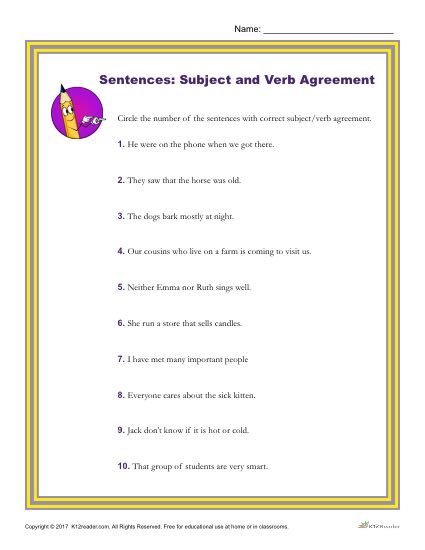 Name: ___________________________
Sentences: Subject and Verb Agreement
Circle the number of the sentences with correct subject/verb agreement.
1. He were on the phone when we got there.
2. They saw that the horse was old.
3. The dogs bark mostly at night.
4. Our cousins who live on a farm is coming to visit us.
5. Neither Emma nor Ruth sings well.
6. She run a store that sells candles.
7. I have met many important people
8. Everyone cares about the sick kitten.
9. Jack don't know if it is hot or cold.
10. That group of students are very smart.
Copyright © 2017 K12reader.com. All Rights Reserved. Free for educational use at home or in classrooms.
K12Reader